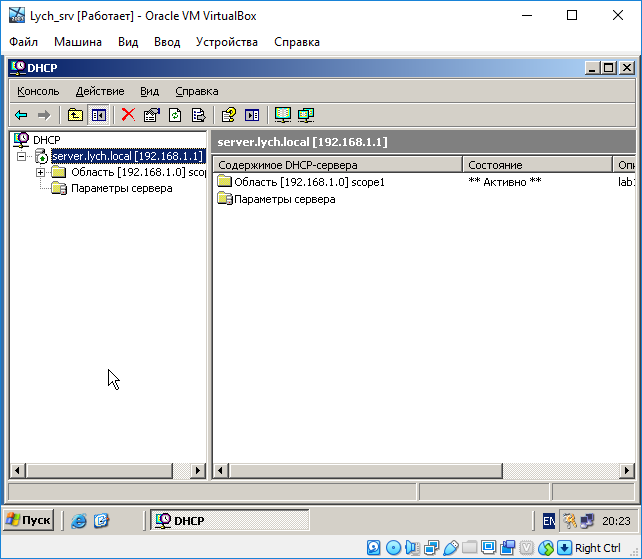 Lych_srv [Работает] - Oracle VM VirtualBox
Файл Машина Вид Ввод Устройства Справка
DHCP
Консоль Действие Вид Справка
DHCP
server.lych.local [192.168.1.1]
Область [192.168.1.0] scop
Параметры сервера
server.lych.local [192.168.1.1]
Содержимое DHCP-сервера Состояние Опи
Область [192.168.1.0] scope1 ** Активно ** lab1
Параметры сервера
Пуск DHCP EN 20:23
Right Ctrl